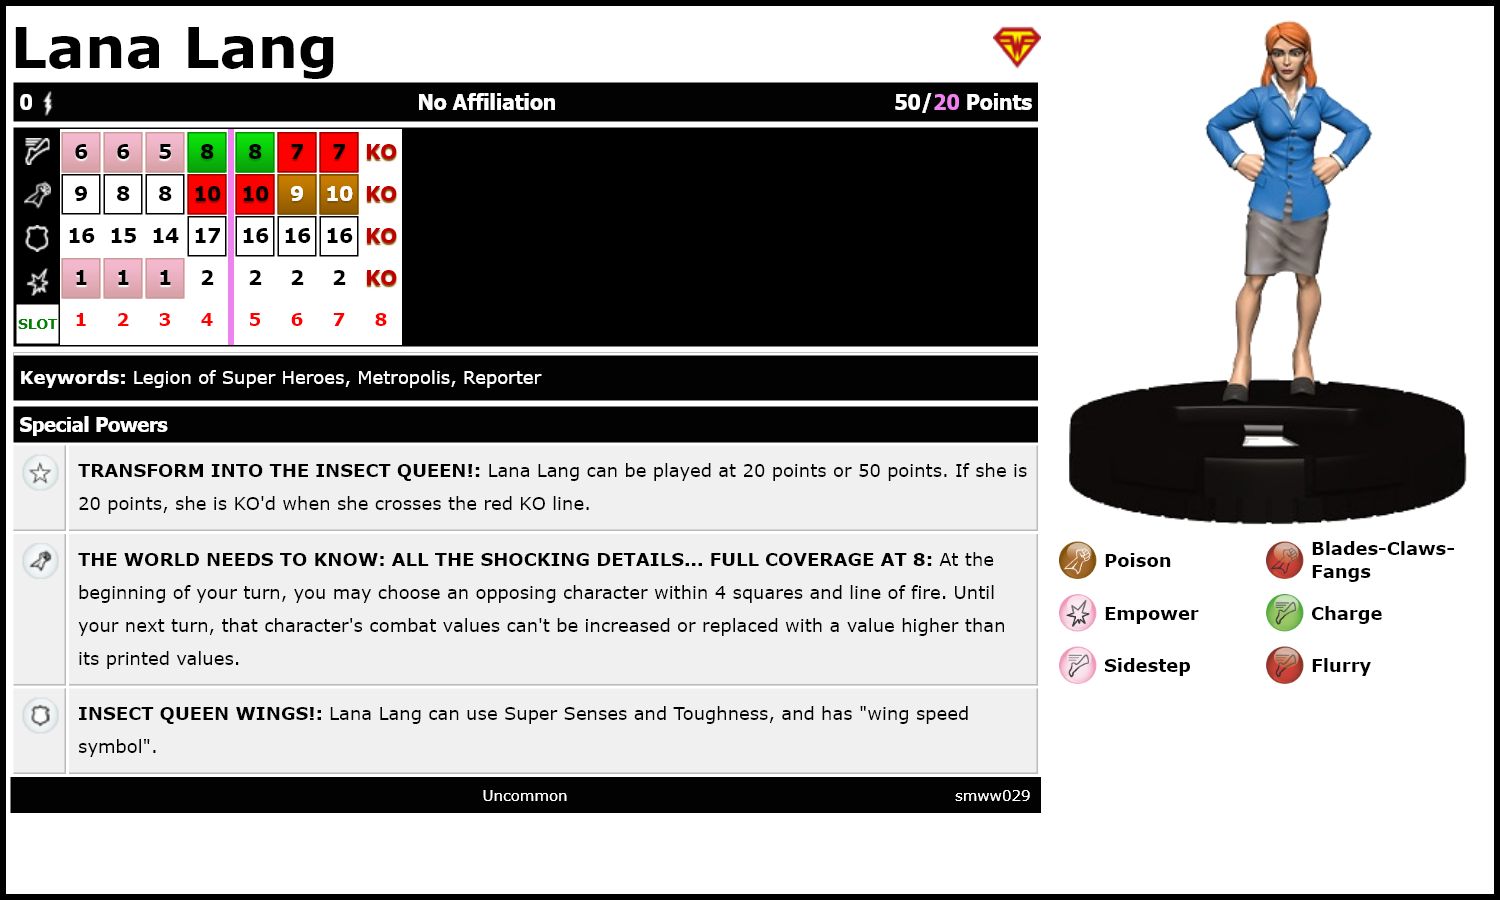 Lana Lang
0 No Affiliation 50/20 Points
6 6 5 8 8 7 7 KO
9 8 8 10 10 9 10 KO
16 15 14 17 16 16 16 KO
1 1 1 2 2 2 2 KO
SLOT 1 2 3 4 5 6 7 8
Keywords: Legion of Super Heroes, Metropolis, Reporter
Special Powers
TRANSFORM INTO THE INSECT QUEEN!: Lana Lang can be played at 20 points or 50 points. If she is
20 points, she is KO'd when she crosses the red KO line.
THE WORLD NEEDS TO KNOW: ALL THE SHOCKING DETAILS... FULL COVERAGE AT 8: At the
beginning of your turn, you may choose an opposing character within 4 squares and line of fire. Until
your next turn, that character's combat values can't be increased or replaced with a value higher than
its printed values.
INSECT QUEEN WINGS!: Lana Lang can use Super Senses and Toughness, and has "wing speed
symbol".
Uncommon smww029
Poison
Blades-Claws-
Fangs
Empower
Charge
Sidestep
Flurry